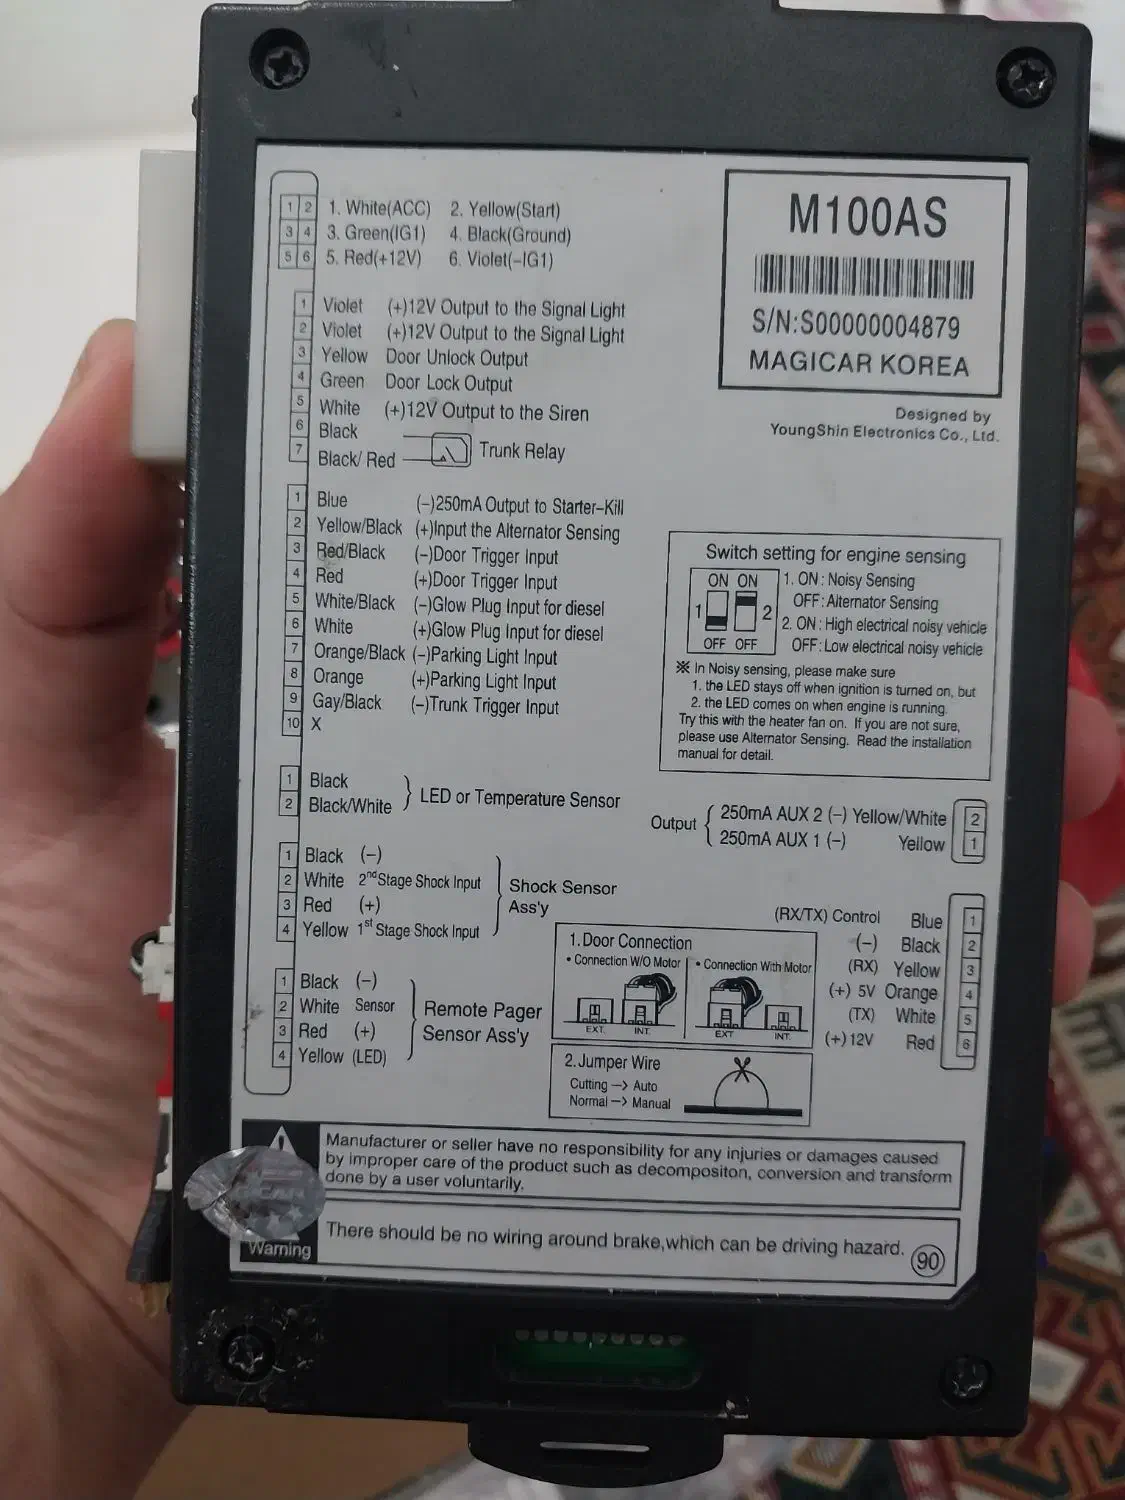 1 2 1. White(ACC) 2. Yellow(Start)
3 4 3. Green(IG1) 4. Black(Ground)
5 6 5. Red(+12V) 6. Violet(-IG1)
1 Violet (+)12V Output to the Signal Light
2 Violet (+)12V Output to the Signal Light
3 Yellow Door Unlock Output
4 Green Door Lock Output
5 White (+)12V Output to the Siren
6 Black
7 Black/ Red Trunk Relay
1 Blue (-)250mA Output to Starter-Kill
2 Yellow/Black (+)Input the Alternator Sensing
3 Red/Black (-)Door Trigger Input
4 Red (+)Door Trigger Input
5 White/Black (-)Glow Plug Input for diesel
6 White (+)Glow Plug Input for diesel
7 Orange/Black (-)Parking Light Input
8 Orange (+)Parking Light Input
9 Gay/Black (-)Trunk Trigger Input
10 X
1 Black
2 Black/White
LED or Temperature Sensor
1 Black (-)
2 White 2nd Stage Shock Input
3 Red (+)
4 Yellow 1st Stage Shock Input
Shock Sensor
Ass'y
1 Black (-)
2 White Sensor
3 Red (+)
4 Yellow (LED)
Remote Pager
Sensor Ass'y
M100AS
S/N:S00000004879
MAGICAR KOREA
Designed by
YoungShin Electronics Co., Ltd.
Switch setting for engine sensing
ON ON
1 2
OFF OFF
1. ON : Noisy Sensing
OFF : Alternator Sensing
2. ON : High electrical noisy vehicle
OFF : Low electrical noisy vehicle
※ In Noisy sensing, please make sure
1. the LED stays off when ignition is turned on, but
2. the LED comes on when engine is running.
Try this with the heater fan on. If you are not sure,
please use Alternator Sensing. Read the installation
manual for detail.
Output
250mA AUX 2 (-) Yellow/White 2
250mA AUX 1 (-) Yellow 1
(RX/TX) Control Blue 1
(-) Black 2
(RX) Yellow 3
(+) 5V Orange 4
(TX) White 5
(+) 12V Red 6
1. Door Connection
• Connection W/O Motor • Connection With Motor
EXT. INT. EXT INT.
2. Jumper Wire
Cutting -> Auto
Normal -> Manual
Manufacturer or seller have no responsibility for any injuries or damages caused
by improper care of the product such as decompositon, conversion and transform
done by a user voluntarily.
Warning
There should be no wiring around brake,which can be driving hazard.
90